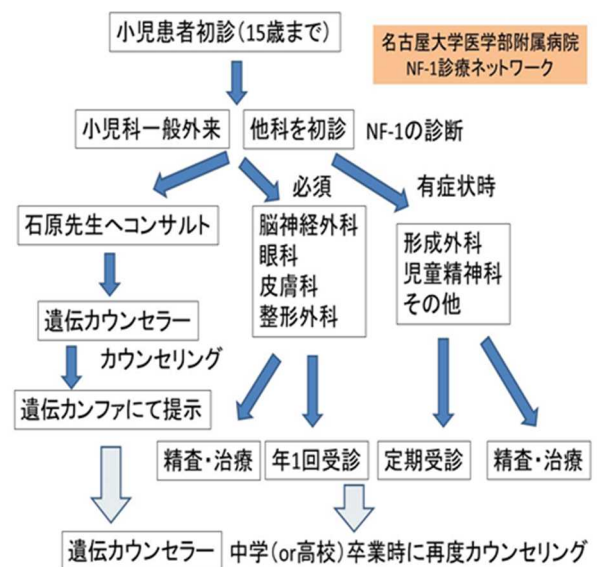 小児患者初診(15歳まで)
名古屋大学医学部附属病院
NF-1診療ネットワーク
小児科一般外来
他科を初診
NF-1の診断
必須
有症状時
石原先生へコンサルト
脳神経外科
眼科
皮膚科
整形外科
形成外科
児童精神科
その他
遺伝カウンセラー
カウンセリング
遺伝カンファにて提示
精査・治療
年1回受診
定期受診
精査・治療
遺伝カウンセラー
中学(or高校)卒業時に再度カウンセリング